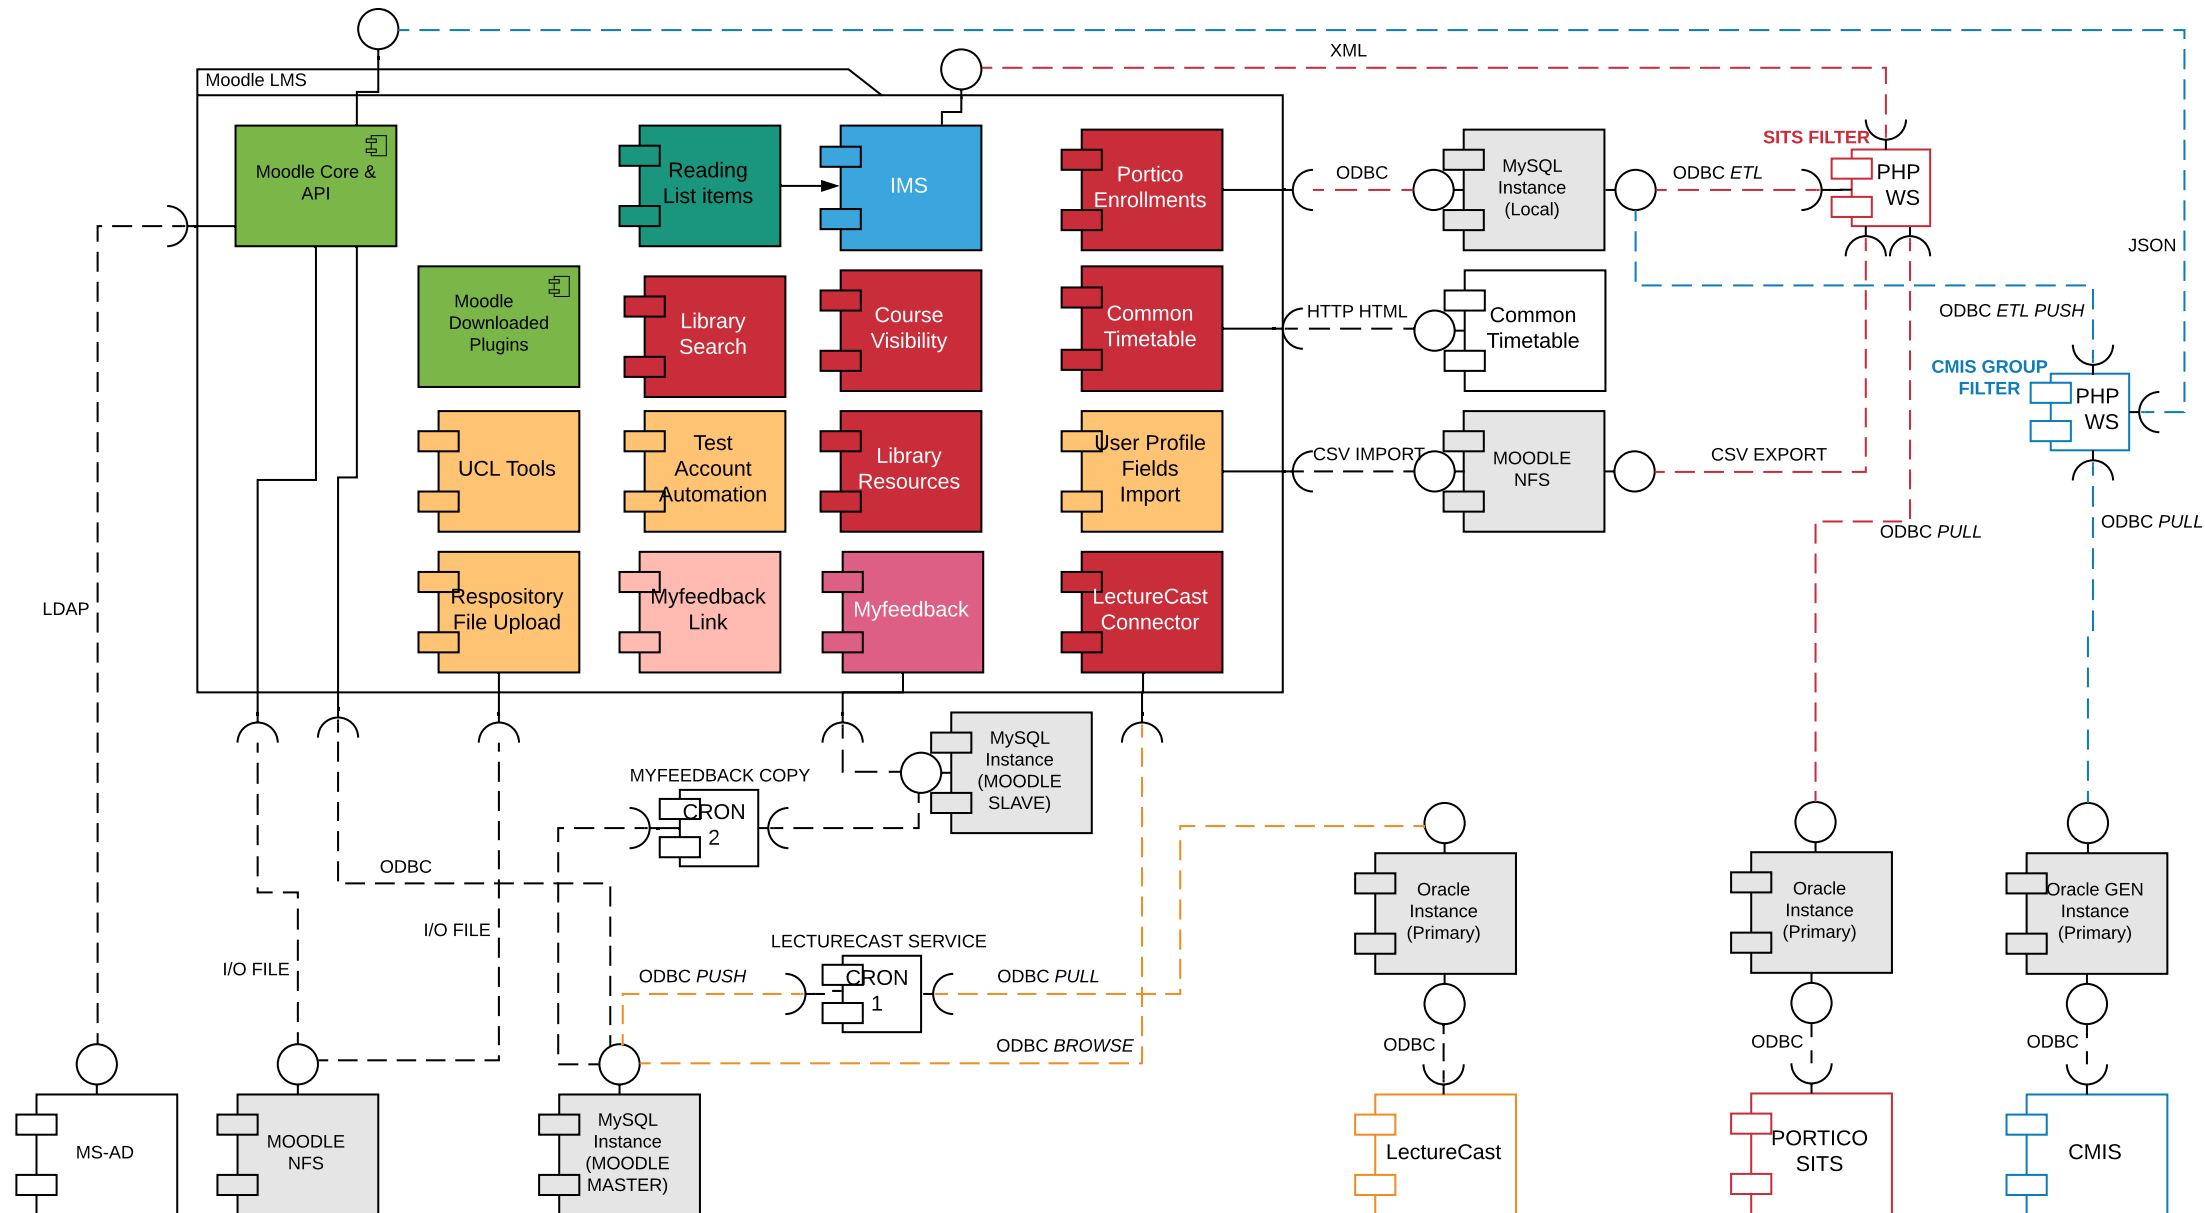 XML
Moodle LMS
Moodle Core &
API
Reading
List items
IMS
Portico
Enrollments
ODBC
MySQL
Instance
(Local)
ODBC ETL
SITS FILTER
PHP
WS
JSON
Moodle
Downloaded
Plugins
Library
Search
Course
Visibility
Common
Timetable
HTTP HTML
Common
Timetable
ODBC ETL PUSH
CMIS GROUP
FILTER
PHP
WS
UCL Tools
Test
Account
Automation
Library
Resources
User Profile
Fields
Import
CSV IMPORT
MOODLE
NFS
CSV EXPORT
ODBC PULL
ODBC PULL
LDAP
Respository
File Upload
Myfeedback
Link
Myfeedback
LectureCast
Connector
MySQL
Instance
(MOODLE
SLAVE)
MYFEEDBACK COPY
CRON
2
ODBC
I/O FILE
I/O FILE
LECTURECAST SERVICE
ODBC PUSH
CRON
1
ODBC PULL
ODBC BROWSE
Oracle
Instance
(Primary)
Oracle
Instance
(Primary)
Oracle GEN
Instance
(Primary)
ODBC
ODBC
ODBC
MS-AD
MOODLE
NFS
MySQL
Instance
(MOODLE
MASTER)
LectureCast
PORTICO
SITS
CMIS